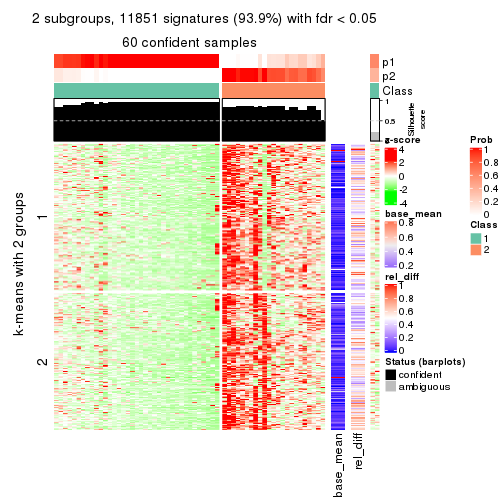 2 subgroups, 11851 signatures (93.9%) with fdr < 0.05
60 confident samples
p1
p2
Class
1
0.5
0
Silhouette
score
k-means with 2 groups
1
2
base_mean
rel_diff
z-score
4
2
0
-2
-4
base_mean
0.8
0.6
0.4
0.2
rel_diff
1
0.8
0.6
0.4
0.2
0
Status (barplots)
confident
ambiguous
Prob
1
0.8
0.6
0.4
0.2
0
Class
1
2